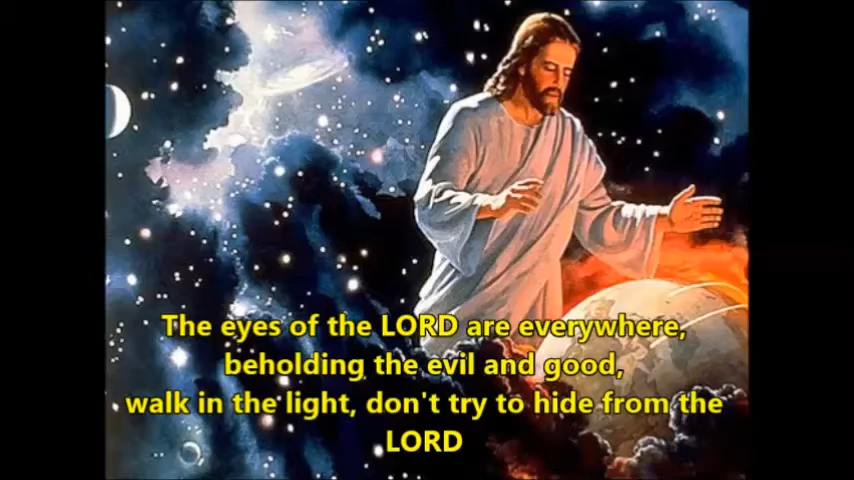 The eyes of the LORD are everywhere,
beholding the evil and good,
walk in the light, don't try to hide from the
LORD